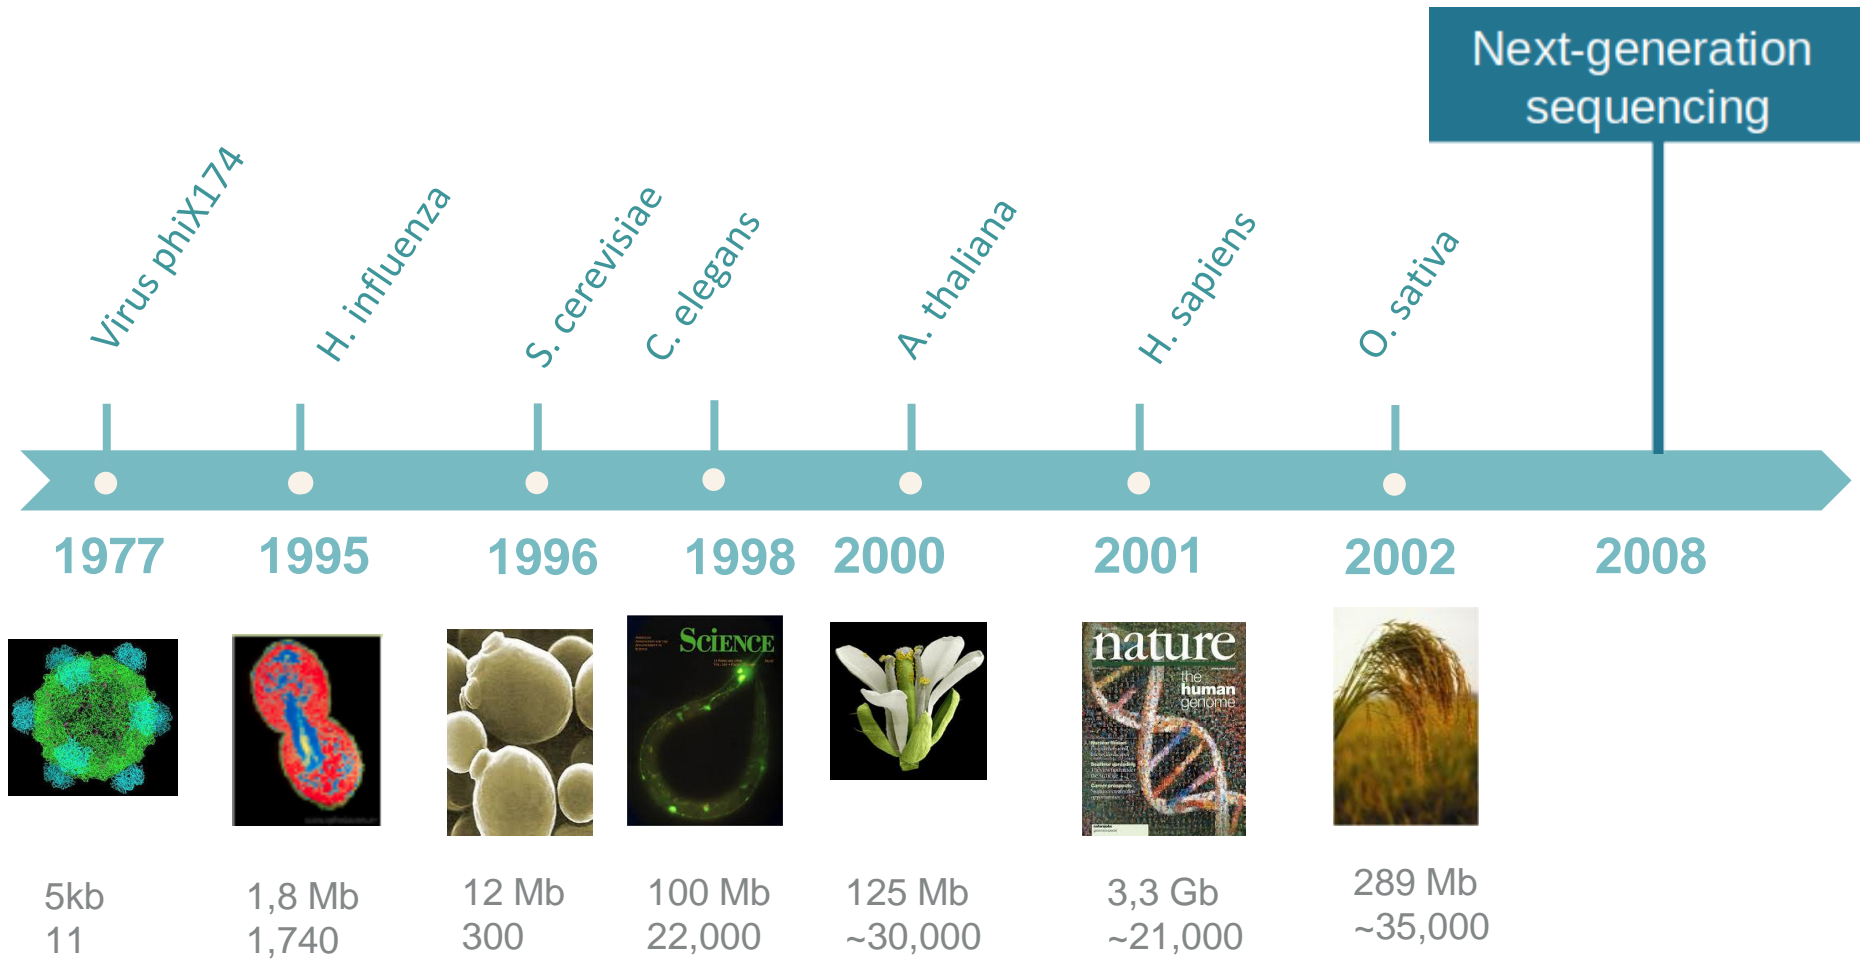 Next-generation
sequencing
Virus phiX174
H. influenza
S. cerevisiae
C. elegans
A. thaliana
H. sapiens
O. sativa
1977
1995
1996
1998
2000
2001
2002
2008
SCIENCE
nature
the
human
genome
5kb
11
1,8 Mb
1,740
12 Mb
300
100 Mb
22,000
125 Mb
~30,000
3,3 Gb
~21,000
289 Mb
~35,000